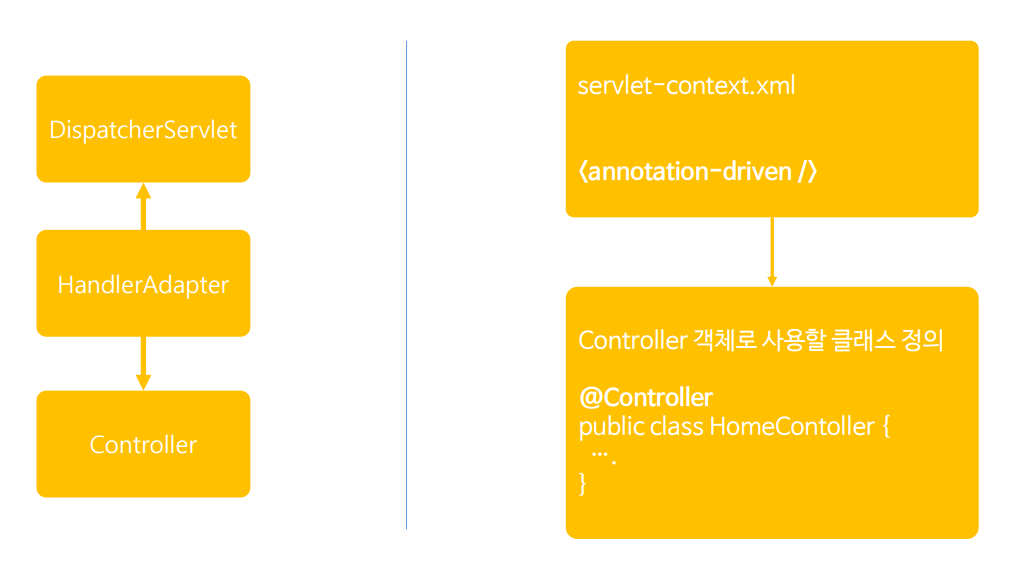 DispatcherServlet
HandlerAdapter
Controller
servlet-context.xml
<annotation-driven />
Controller 객체로 사용할 클래스 정의
@Controller
public class HomeContoller {
….
}